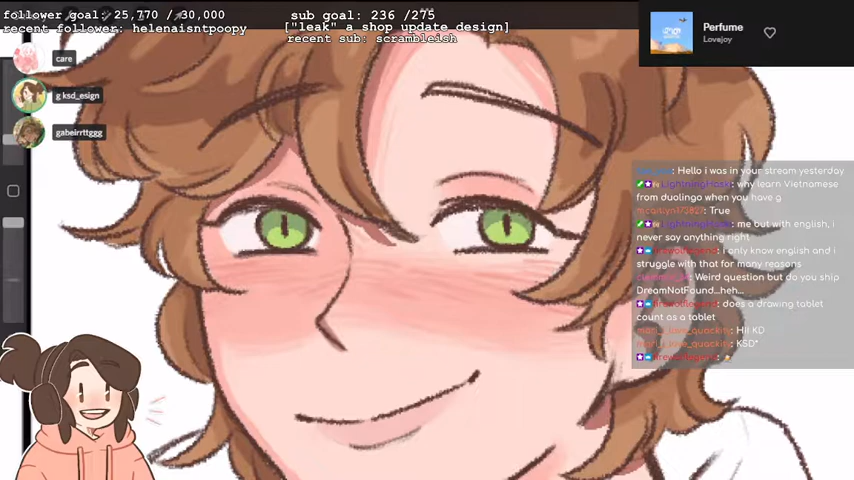 follower goal: 25,770 / 30,000
recent follower: helenaisntpoopy
sub goal: 236 /275
["leak" a shop update design]
recent sub: scrambleish
Perfume
Lovejoy
care
g ksd_esign
gabeirrttggg
: Hello i was in your stream yesterday
: why learn Vietnamese
from duolingo when you have g
: True
: me but with english, i
never say anything right
: i only know english and i
struggle with that for many reasons
: Weird question but do you ship
DreamNotFound...heh...
: does a drawing tablet
count as a tablet
: HII KD
: KSD*